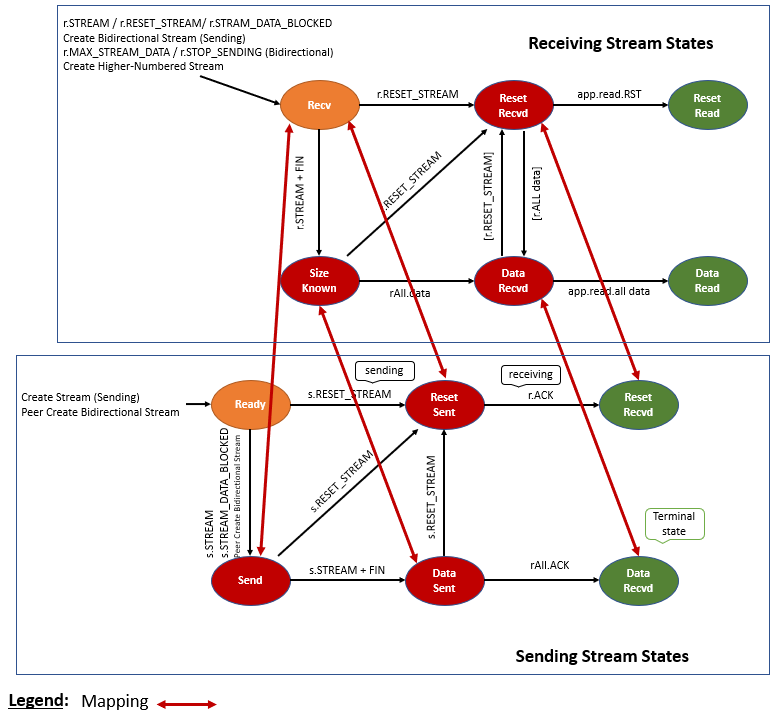 r.STREAM / r.RESET_STREAM/ r.STRAM_DATA_BLOCKED
Create Bidirectional Stream (Sending)
r.MAX_STREAM_DATA / r.STOP_SENDING (Bidirectional)
Create Higher-Numbered Stream
Receiving Stream States
Recv
r.RESET_STREAM
Reset
Recvd
app.read.RST
Reset
Read
r.STREAM + FIN
.RESET_STREAM
[r.RESET_STREAM]
[r.ALL data]
Size
Known
rAll.data
Data
Recvd
app.read.all data
Data
Read
Create Stream (Sending)
Peer Create Bidirectional Stream
Ready
sending
s.RESET_STREAM
Reset
Sent
receiving
r.ACK
Reset
Recvd
s.STREAM
s.STREAM_DATA_BLOCKED
Peer Create Bidirectional Stream
s.RESET_STREAM
s.RESET_STREAM
Terminal
state
Send
s.STREAM + FIN
Data
Sent
rAll.ACK
Data
Recvd
Sending Stream States
Legend: Mapping